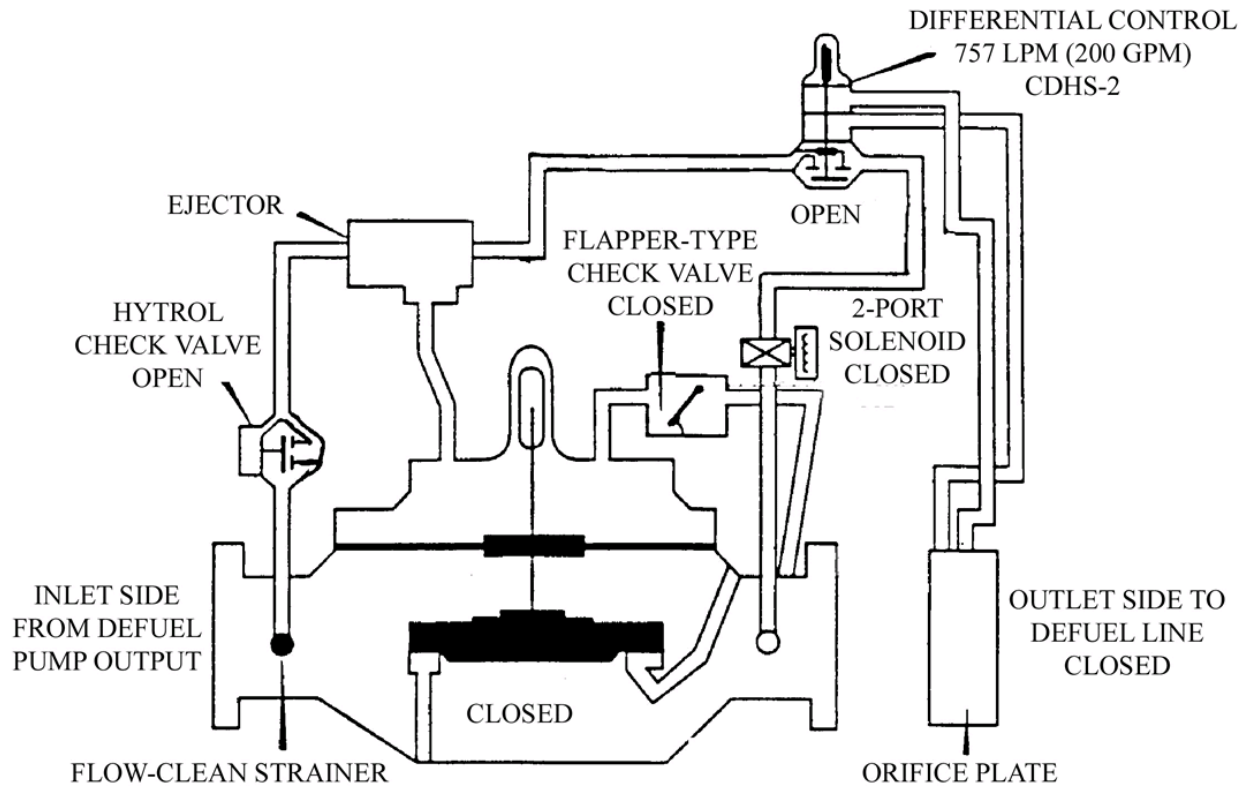 DIFFERENTIAL CONTROL
757 LPM (200 GPM)
CDHS-2
EJECTOR
OPEN
FLAPPER-TYPE
CHECK VALVE
CLOSED
HYTROL
CHECK VALVE
OPEN
2-PORT
SOLENOID
CLOSED
INLET SIDE
FROM DEFUEL
PUMP OUTPUT
OUTLET SIDE TO
DEFUEL LINE
CLOSED
CLOSED
FLOW-CLEAN STRAINER
ORIFICE PLATE